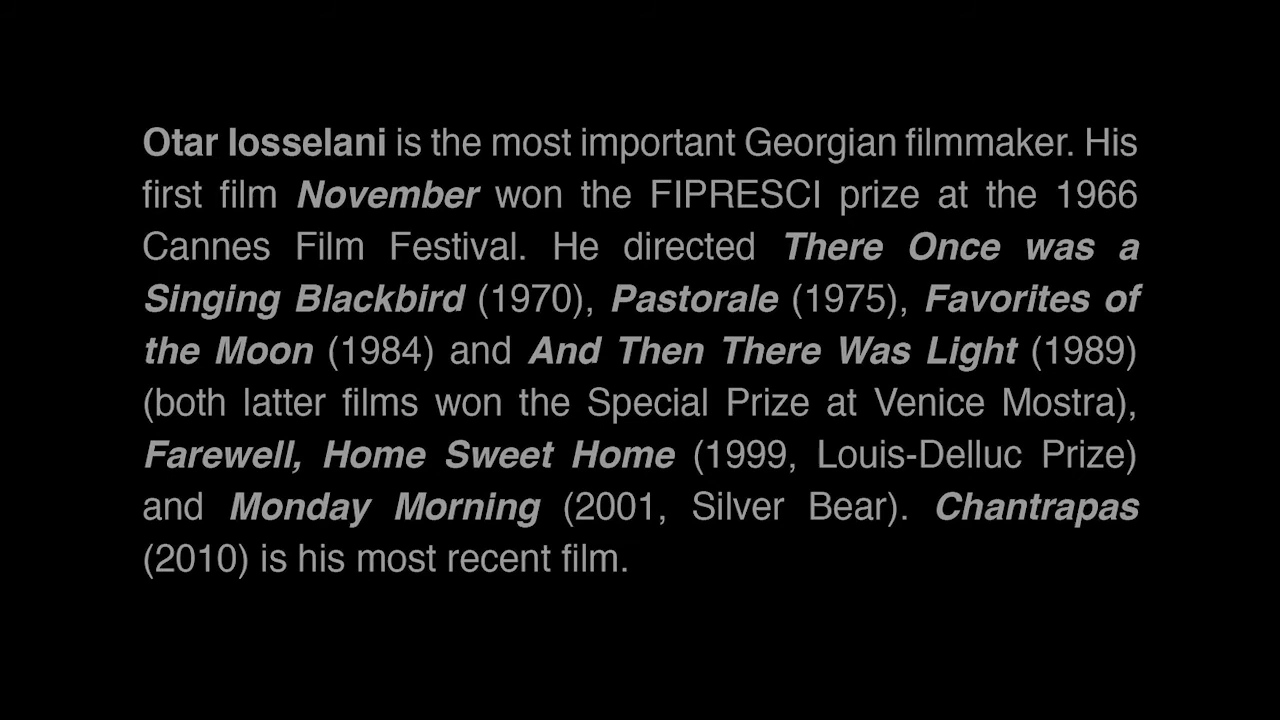 Otar Iosselani is the most important Georgian filmmaker. His
first film November won the FIPRESCI prize at the 1966
Cannes Film Festival. He directed There Once was a
Singing Blackbird (1970), Pastorale (1975), Favorites of
the Moon (1984) and And Then There Was Light (1989)
(both latter films won the Special Prize at Venice Mostra),
Farewell, Home Sweet Home (1999, Louis-Delluc Prize)
and Monday Morning (2001, Silver Bear). Chantrapas
(2010) is his most recent film.